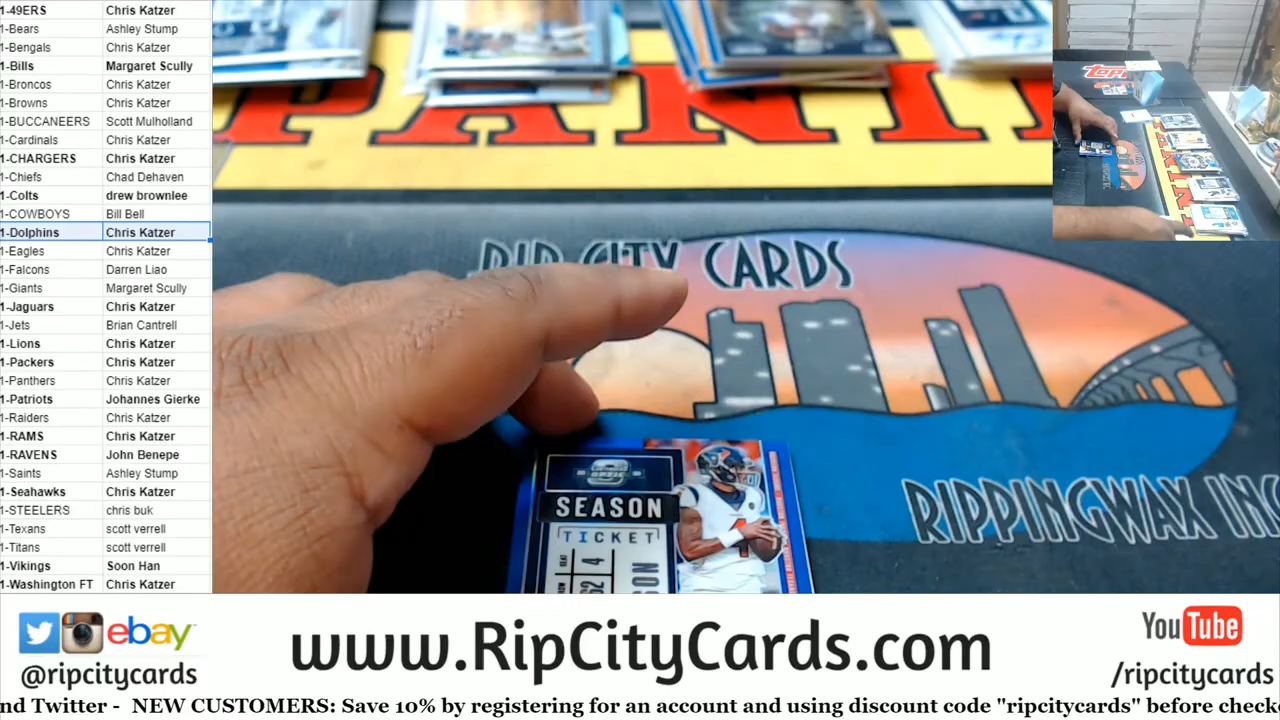 1-49ERS Chris Katzer
1-Bears Ashley Stump
1-Bengals Chris Katzer
1-Bills Margaret Scully
1-Broncos Chris Katzer
1-Browns Chris Katzer
1-BUCCANEERS Scott Mulholland
1-Cardinals Chris Katzer
1-CHARGERS Chris Katzer
1-Chiefs Chad Dehaven
1-Colts drew brownlee
1-COWBOYS Bill Bell
1-Dolphins Chris Katzer
1-Eagles Chris Katzer
1-Falcons Darren Liao
1-Giants Margaret Scully
1-Jaguars Chris Katzer
1-Jets Brian Cantrell
1-Lions Chris Katzer
1-Packers Chris Katzer
1-Panthers Chris Katzer
1-Patriots Johannes Gierke
1-Raiders Chris Katzer
1-RAMS Chris Katzer
1-RAVENS John Benepe
1-Saints Ashley Stump
1-Seahawks Chris Katzer
1-STEELERS chris buk
1-Texans scott verrell
1-Titans scott verrell
1-Vikings Soon Han
1-Washington FT Chris Katzer
PANINI
RIP CITY CARDS
RIPPINGWAX INC
OPTIC
SEASON
TICKET
4
topps
ebay
@ripcitycards
www.RipCityCards.com
YouTube
/ripcitycards
nd Twitter - NEW CUSTOMERS: Save 10% by registering for an account and using discount code "ripcitycards" before check